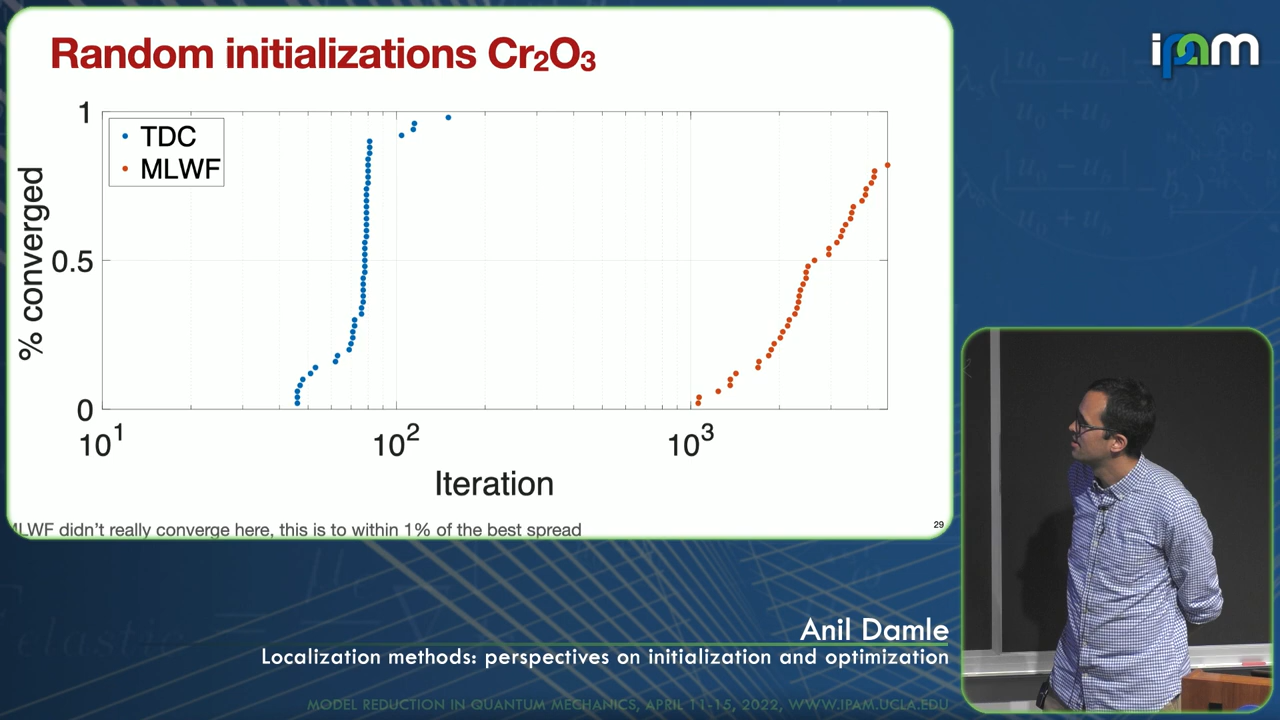 Random initializations Cr₂O₃
ipam
1
TDC
MLWF
% converged
0.5
0
10¹
10²
10³
Iteration
MLWF didn't really converge here, this is to within 1% of the best spread
29
Anil Damle
Localization methods: perspectives on initialization and optimization
MODEL REDUCTION IN QUANTUM MECHANICS, APRIL 11-15, 2022, WWW.IPAM.UCLA.EDU
elastic